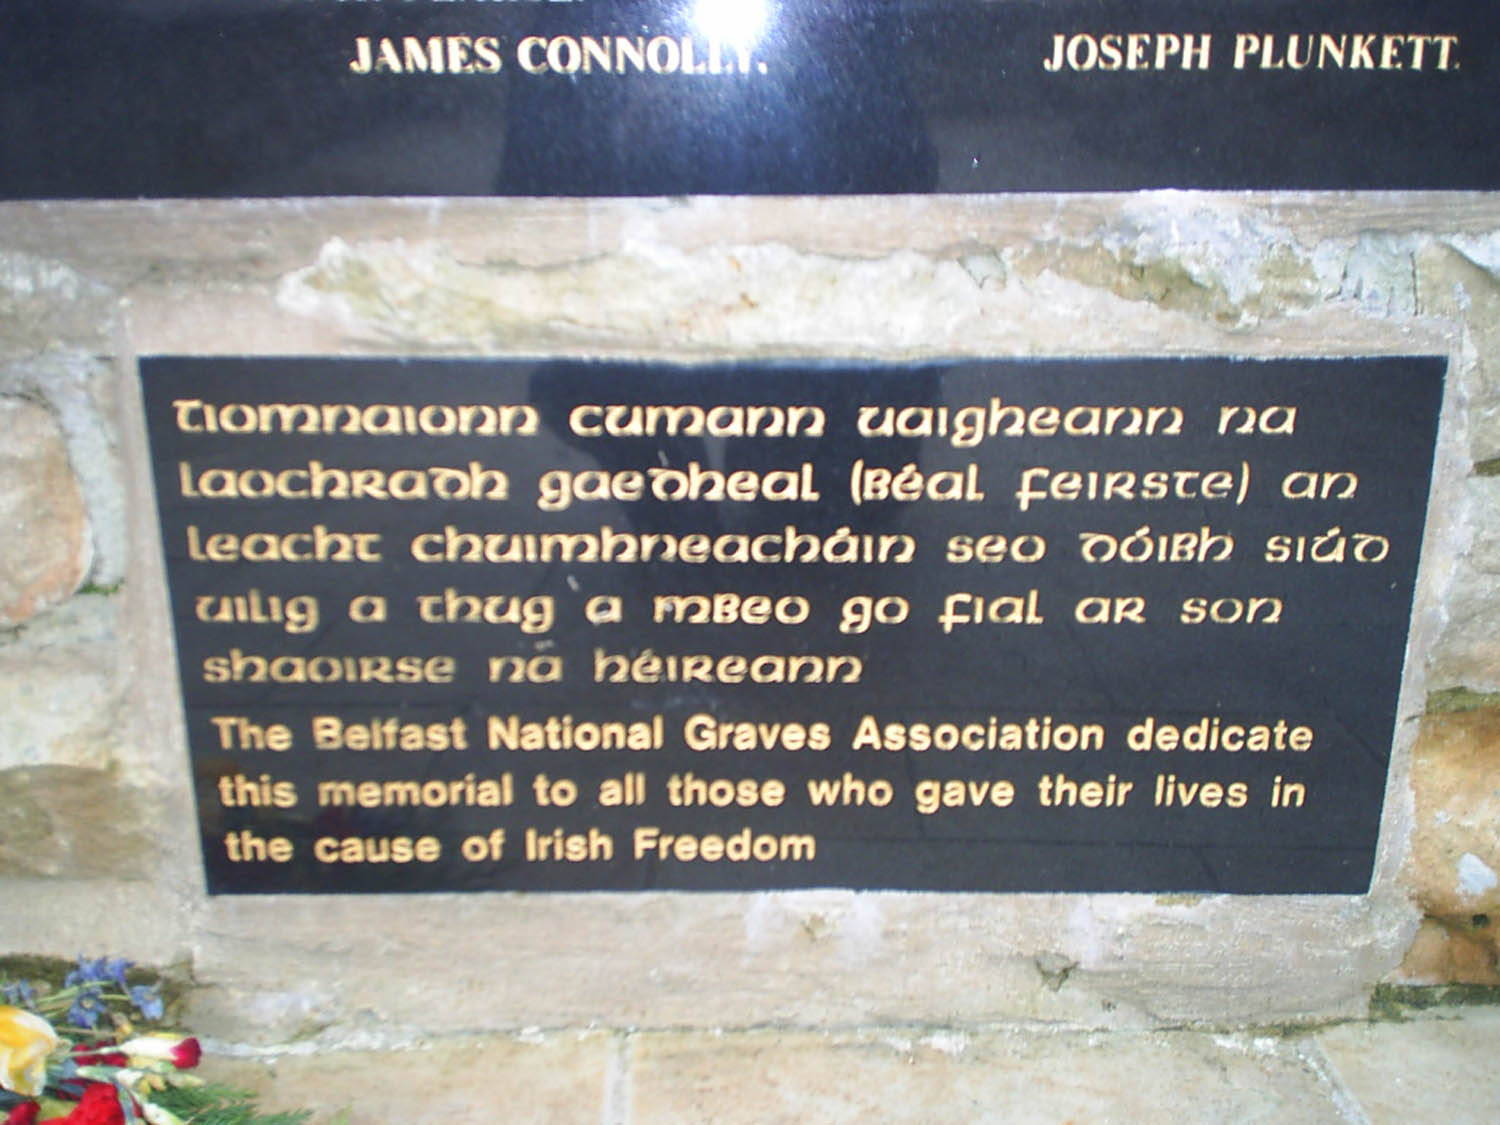 JAMES CONNOLLY. JOSEPH PLUNKETT.
Tiomnaionn Cumann Uaigheann na
Laochradh Gaedheal (Béal Feirste) an
leacht chuimhneacháin seo dóibh siúd
uilig a thug a mbeo go fial ar son
shaoirse na hÉireann
The Belfast National Graves Association dedicate
this memorial to all those who gave their lives in
the cause of Irish Freedom